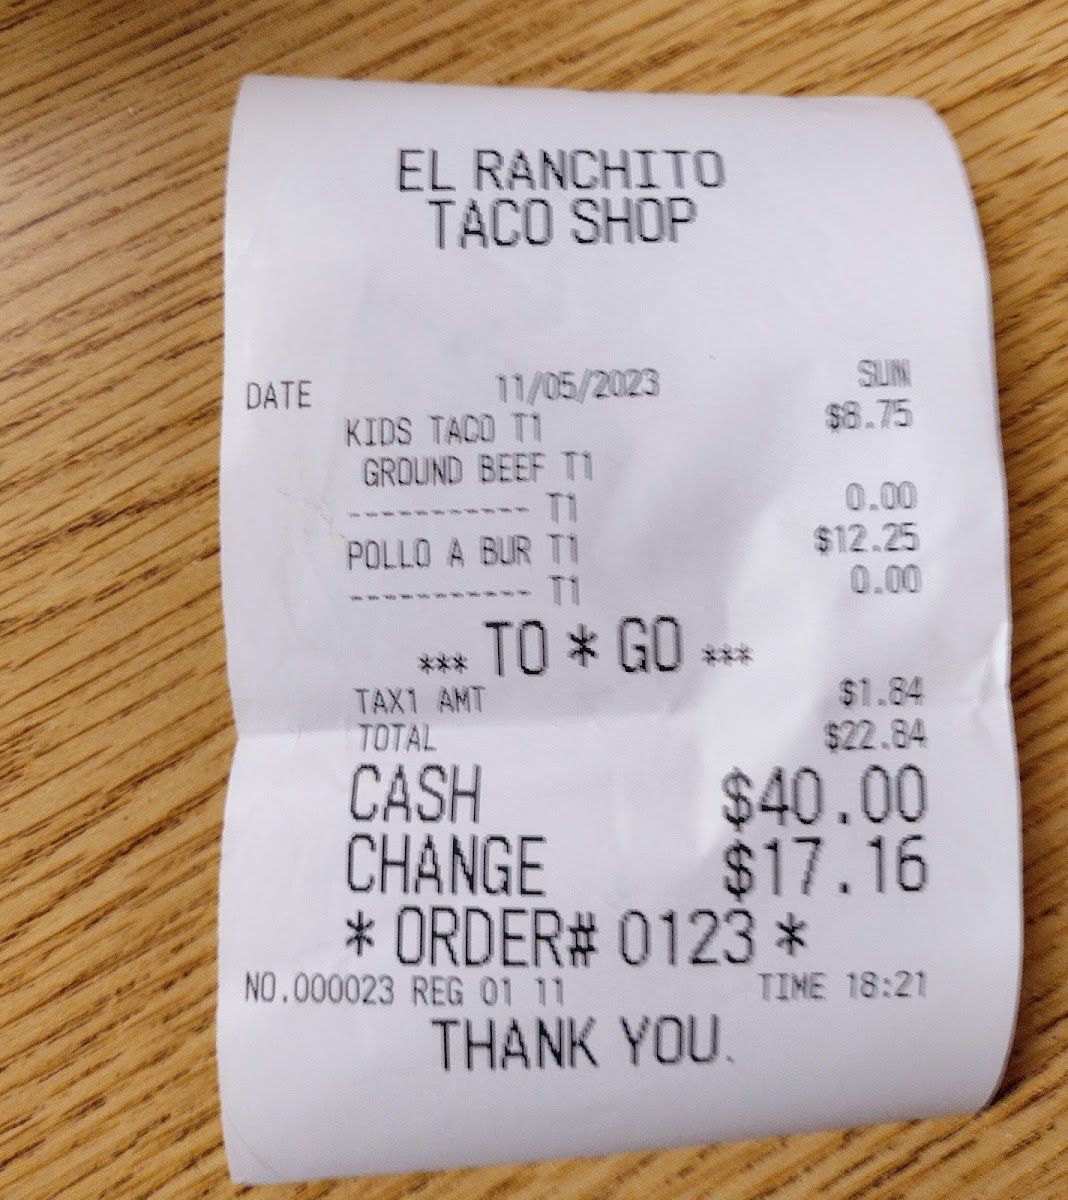 EL RANCHITO
TACO SHOP
DATE 11/05/2023 SUN
KIDS TACO T1 $8.75
GROUND BEEF T1
----------- T1 0.00
POLLO A BUR T1 $12.25
----------- T1 0.00
*** TO * GO ***
TAX1 AMT $1.84
TOTAL $22.84
CASH $40.00
CHANGE $17.16
* ORDER# 0123 *
NO.000023 REG 01 11 TIME 18:21
THANK YOU.